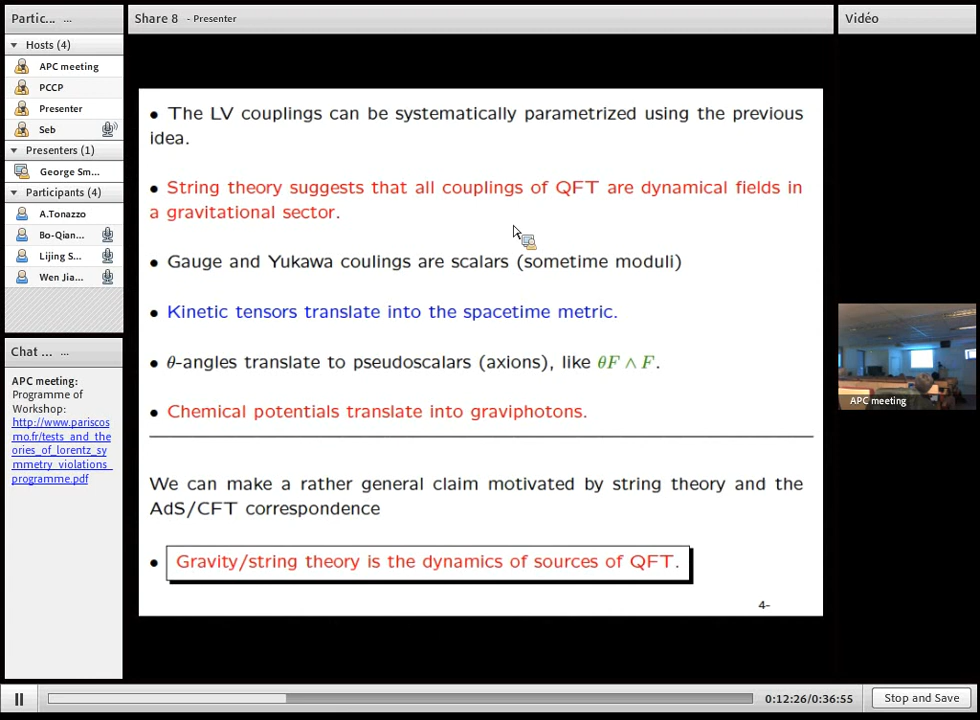 Partic... ...
Hosts (4)
APC meeting
PCCP
Presenter
Seb
Presenters (1)
George Sm...
Participants (4)
A.Tonazzo
Bo-Qian...
Lijing S...
Wen Jia...
Chat ... ...
APC meeting:
Programme of
Workshop:
http://www.parisco
smo.fr/tests_and_the
ories_of_lorentz_sy
mmetry_violations_
programme.pdf
Share 8 - Presenter
• The LV couplings can be systematically parametrized using the previous
idea.
• String theory suggests that all couplings of QFT are dynamical fields in
a gravitational sector.
• Gauge and Yukawa coulings are scalars (sometime moduli)
• Kinetic tensors translate into the spacetime metric.
• θ-angles translate to pseudoscalars (axions), like θF ∧ F.
• Chemical potentials translate into graviphotons.
We can make a rather general claim motivated by string theory and the
AdS/CFT correspondence
• Gravity/string theory is the dynamics of sources of QFT.
4-
Vidéo
APC meeting
0:12:26/0:36:55
Stop and Save